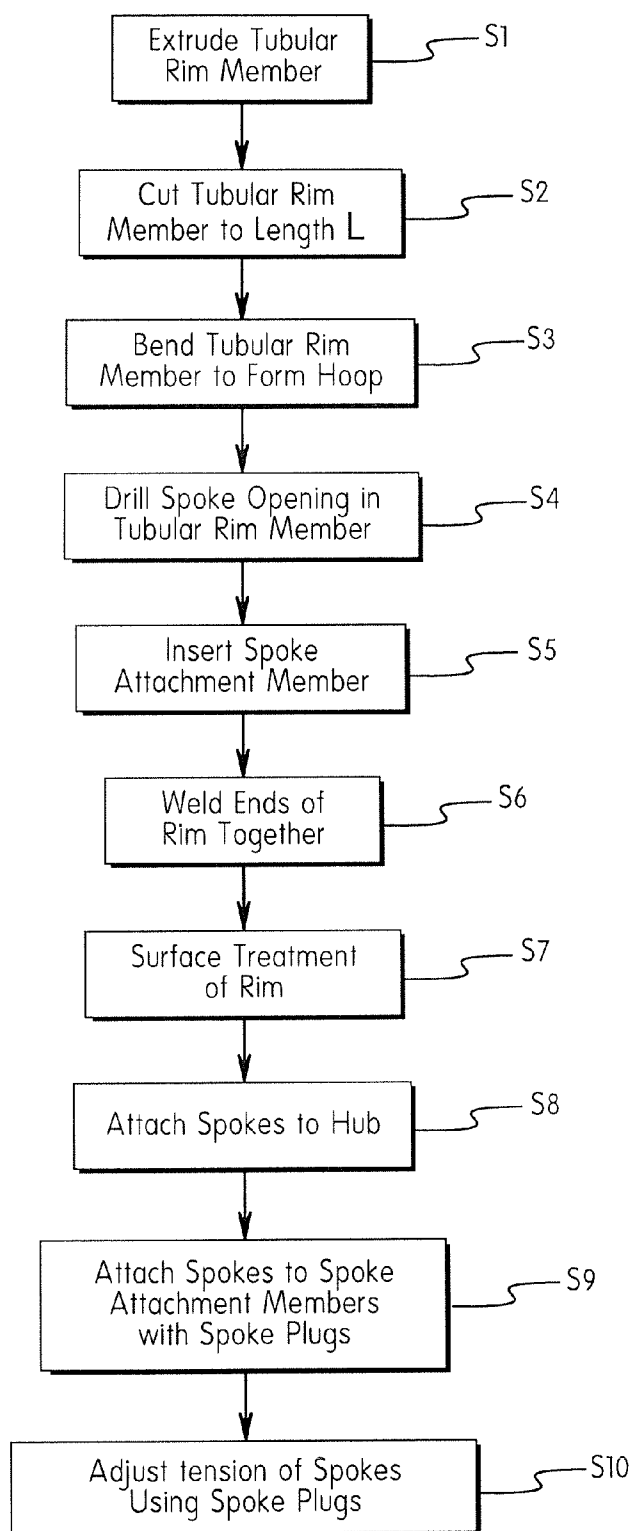 Extrude Tubular
Rim Member
S1
Cut Tubular Rim
Member to Length L
S2
Bend Tubular Rim
Member to Form Hoop
S3
Drill Spoke Opening in
Tubular Rim Member
S4
Insert Spoke
Attachment Member
S5
Weld Ends of
Rim Together
S6
Surface Treatment
of Rim
S7
Attach Spokes to Hub
S8
Attach Spokes to Spoke
Attachment Members
with Spoke Plugs
S9
Adjust tension of Spokes
Using Spoke Plugs
S10